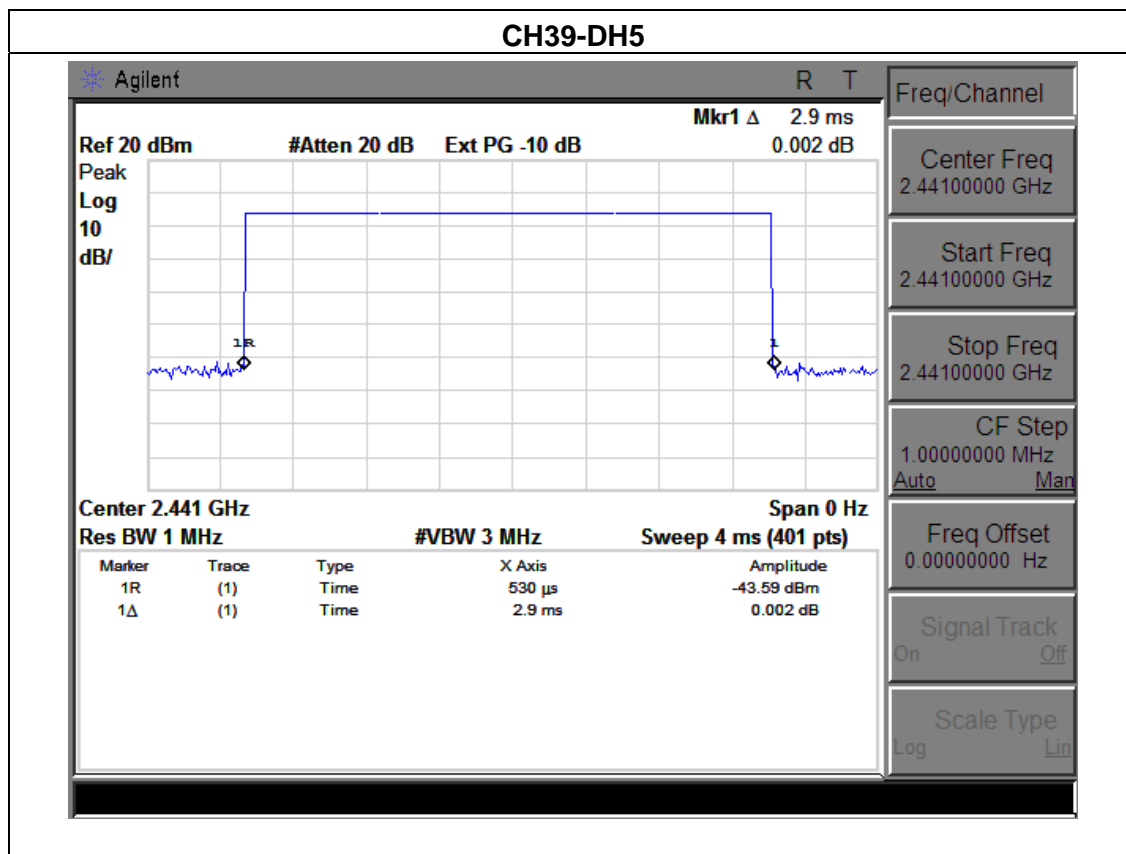 CH39-DH5
Agilent R T
Mkr1 Δ 2.9 ms
Ref 20 dBm #Atten 20 dB Ext PG -10 dB 0.002 dB
Peak
Log
10
dB/
1R
1
Center 2.441 GHz Span 0 Hz
Res BW 1 MHz #VBW 3 MHz Sweep 4 ms (401 pts)
Marker Trace Type X Axis Amplitude
1R (1) Time 530 µs -43.59 dBm
1Δ (1) Time 2.9 ms 0.002 dB
Freq/Channel
Center Freq
2.44100000 GHz
Start Freq
2.44100000 GHz
Stop Freq
2.44100000 GHz
CF Step
1.00000000 MHz
Auto Man
Freq Offset
0.00000000 Hz
Signal Track
On Off
Scale Type
Log Lin